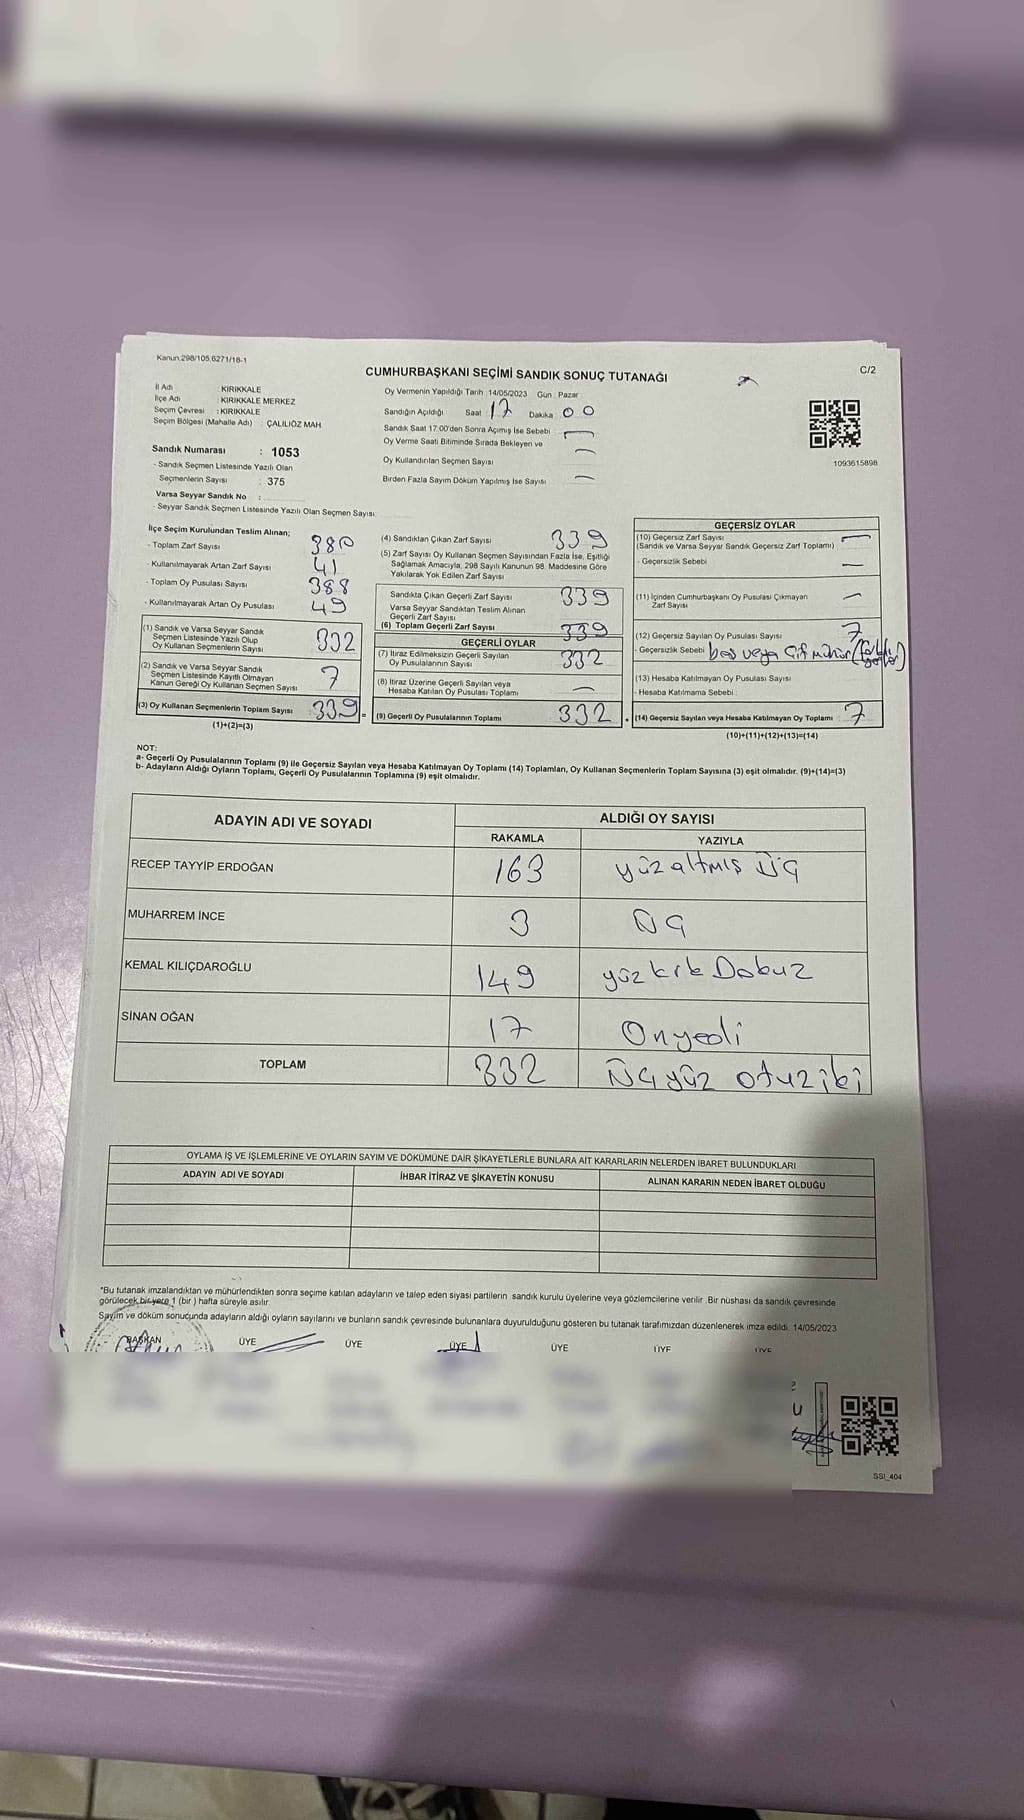 Kanun 298/105,6271/18-1
CUMHURBAŞKANI SEÇİMİ SANDIK SONUÇ TUTANAĞI
C/2
İl Adı : KIRIKKALE
İlçe Adı : KIRIKKALE MERKEZ
Seçim Çevresi : KIRIKKALE
Seçim Bölgesi (Mahalle Adı) : ÇALILIÖZ MAH.
Sandık Numarası : 1053
- Sandık Seçmen Listesinde Yazılı Olan
Seçmenlerin Sayısı : 375
Varsa Seyyar Sandık No :
- Seyyar Sandık Seçmen Listesinde Yazılı Olan Seçmen Sayısı:
Oy Vermenin Yapıldığı Tarih :14/05/2023 Gün : Pazar
Sandığın Açıldığı Saat : 17 Dakika : 00
Sandık Saat 17:00'den Sonra Açımış İse Sebebi : —
Oy Verme Saati Bitiminde Sırada Bekleyen ve
Oy Kullandırılan Seçmen Sayısı —
Birden Fazla Sayım Döküm Yapılmış İse Sayısı : —
1093615898
İlçe Seçim Kurulundan Teslim Alınan;
- Toplam Zarf Sayısı 380
- Kullanılmayarak Artan Zarf Sayısı 41
- Toplam Oy Pusulası Sayısı 388
- Kullanılmayarak Artan Oy Pusulası 49
(1) Sandık ve Varsa Seyyar Sandık
Seçmen Listesinde Yazılı Olup
Oy Kullanan Seçmenlerin Sayısı 332
(2) Sandık ve Varsa Seyyar Sandık
Seçmen Listesinde Kayıtlı Olmayan
Kanun Gereği Oy Kullanan Seçmen Sayısı 7
(3) Oy Kullanan Seçmenlerin Toplam Sayısı 339 =
(1)+(2)=(3)
(4) Sandıktan Çıkan Zarf Sayısı 339
(5) Zarf Sayısı Oy Kullanan Seçmen Sayısından Fazla İse, Eşitliği
Sağlamak Amacıyla, 298 Sayılı Kanunun 98. Maddesine Göre
Yakılarak Yok Edilen Zarf Sayısı
Sandıkta Çıkan Geçerli Zarf Sayısı 339
Varsa Seyyar Sandıktan Teslim Alınan
Geçerli Zarf Sayısı
(6) Toplam Geçerli Zarf Sayısı 339
GEÇERLİ OYLAR
(7) İtiraz Edilmeksizin Geçerli Sayılan
Oy Pusulalarının Sayısı 332
(8) İtiraz Üzerine Geçerli Sayılan veya
Hesaba Katılan Oy Pusulası Toplamı —
(9) Geçerli Oy Pusulalarının Toplamı 332
GEÇERSİZ OYLAR
(10) Geçersiz Zarf Sayısı —
(Sandık ve Varsa Seyyar Sandık Geçersiz Zarf Toplamı)
- Geçersizlik Sebebi —
(11) İçinden Cumhurbaşkanı Oy Pusulası Çıkmayan
Zarf Sayısı —
(12) Geçersiz Sayılan Oy Pusulası Sayısı 7
- Geçersizlik Sebebi boş veya Çift mühür (farklı yerler)
(13) Hesaba Katılmayan Oy Pusulası Sayısı
- Hesaba Katılmama Sebebi :
(14) Geçersiz Sayılan veya Hesaba Katılmayan Oy Toplamı : 7
(10)+(11)+(12)+(13)=(14)
NOT:
a- Geçerli Oy Pusulalarının Toplamı (9) ile Geçersiz Sayılan veya Hesaba Katılmayan Oy Toplamı (14) Toplamları, Oy Kullanan Seçmenlerin Toplam Sayısına (3) eşit olmalıdır. (9)+(14)=(3)
b- Adayların Aldığı Oyların Toplamı, Geçerli Oy Pusulalarının Toplamına (9) eşit olmalıdır.
ADAYIN ADI VE SOYADI ALDIĞI OY SAYISI
RAKAMLA YAZIYLA
RECEP TAYYİP ERDOĞAN 163 yüzaltmış ÜÇ
MUHARREM İNCE 3 ÜÇ
KEMAL KILIÇDAROĞLU 149 yüz kırk Dokuz
SİNAN OĞAN 17 Onyedi
TOPLAM 332 Üçyüz otuziki
OYLAMA İŞ VE İŞLEMLERİNE VE OYLARIN SAYIM VE DÖKÜMÜNE DAİR ŞİKAYETLERLE BUNLARA AİT KARARLARIN NELERDEN İBARET BULUNDUKLARI
ADAYIN ADI VE SOYADI İHBAR İTİRAZ VE ŞİKAYETİN KONUSU ALINAN KARARIN NEDEN İBARET OLDUĞU
*Bu tutanak imzalandıktan ve mühürlendikten sonra seçime katılan adayların ve talep eden siyasi partilerin sandık kurulu üyelerine veya gözlemcilerine verilir. Bir nüshası da sandık çevresinde
görülecek bir yere 1 (bir ) hafta süreyle asılır.
Sayım ve döküm sonucunda adayların aldığı oyların sayılarını ve bunların sandık çevresinde bulunanlara duyurulduğunu gösteren bu tutanak tarafımızdan düzenlenerek imza edildi. 14/05/2023
BAŞKAN ÜYE ÜYE ÜYE ÜYE ÜYE ÜYE
SSI_404